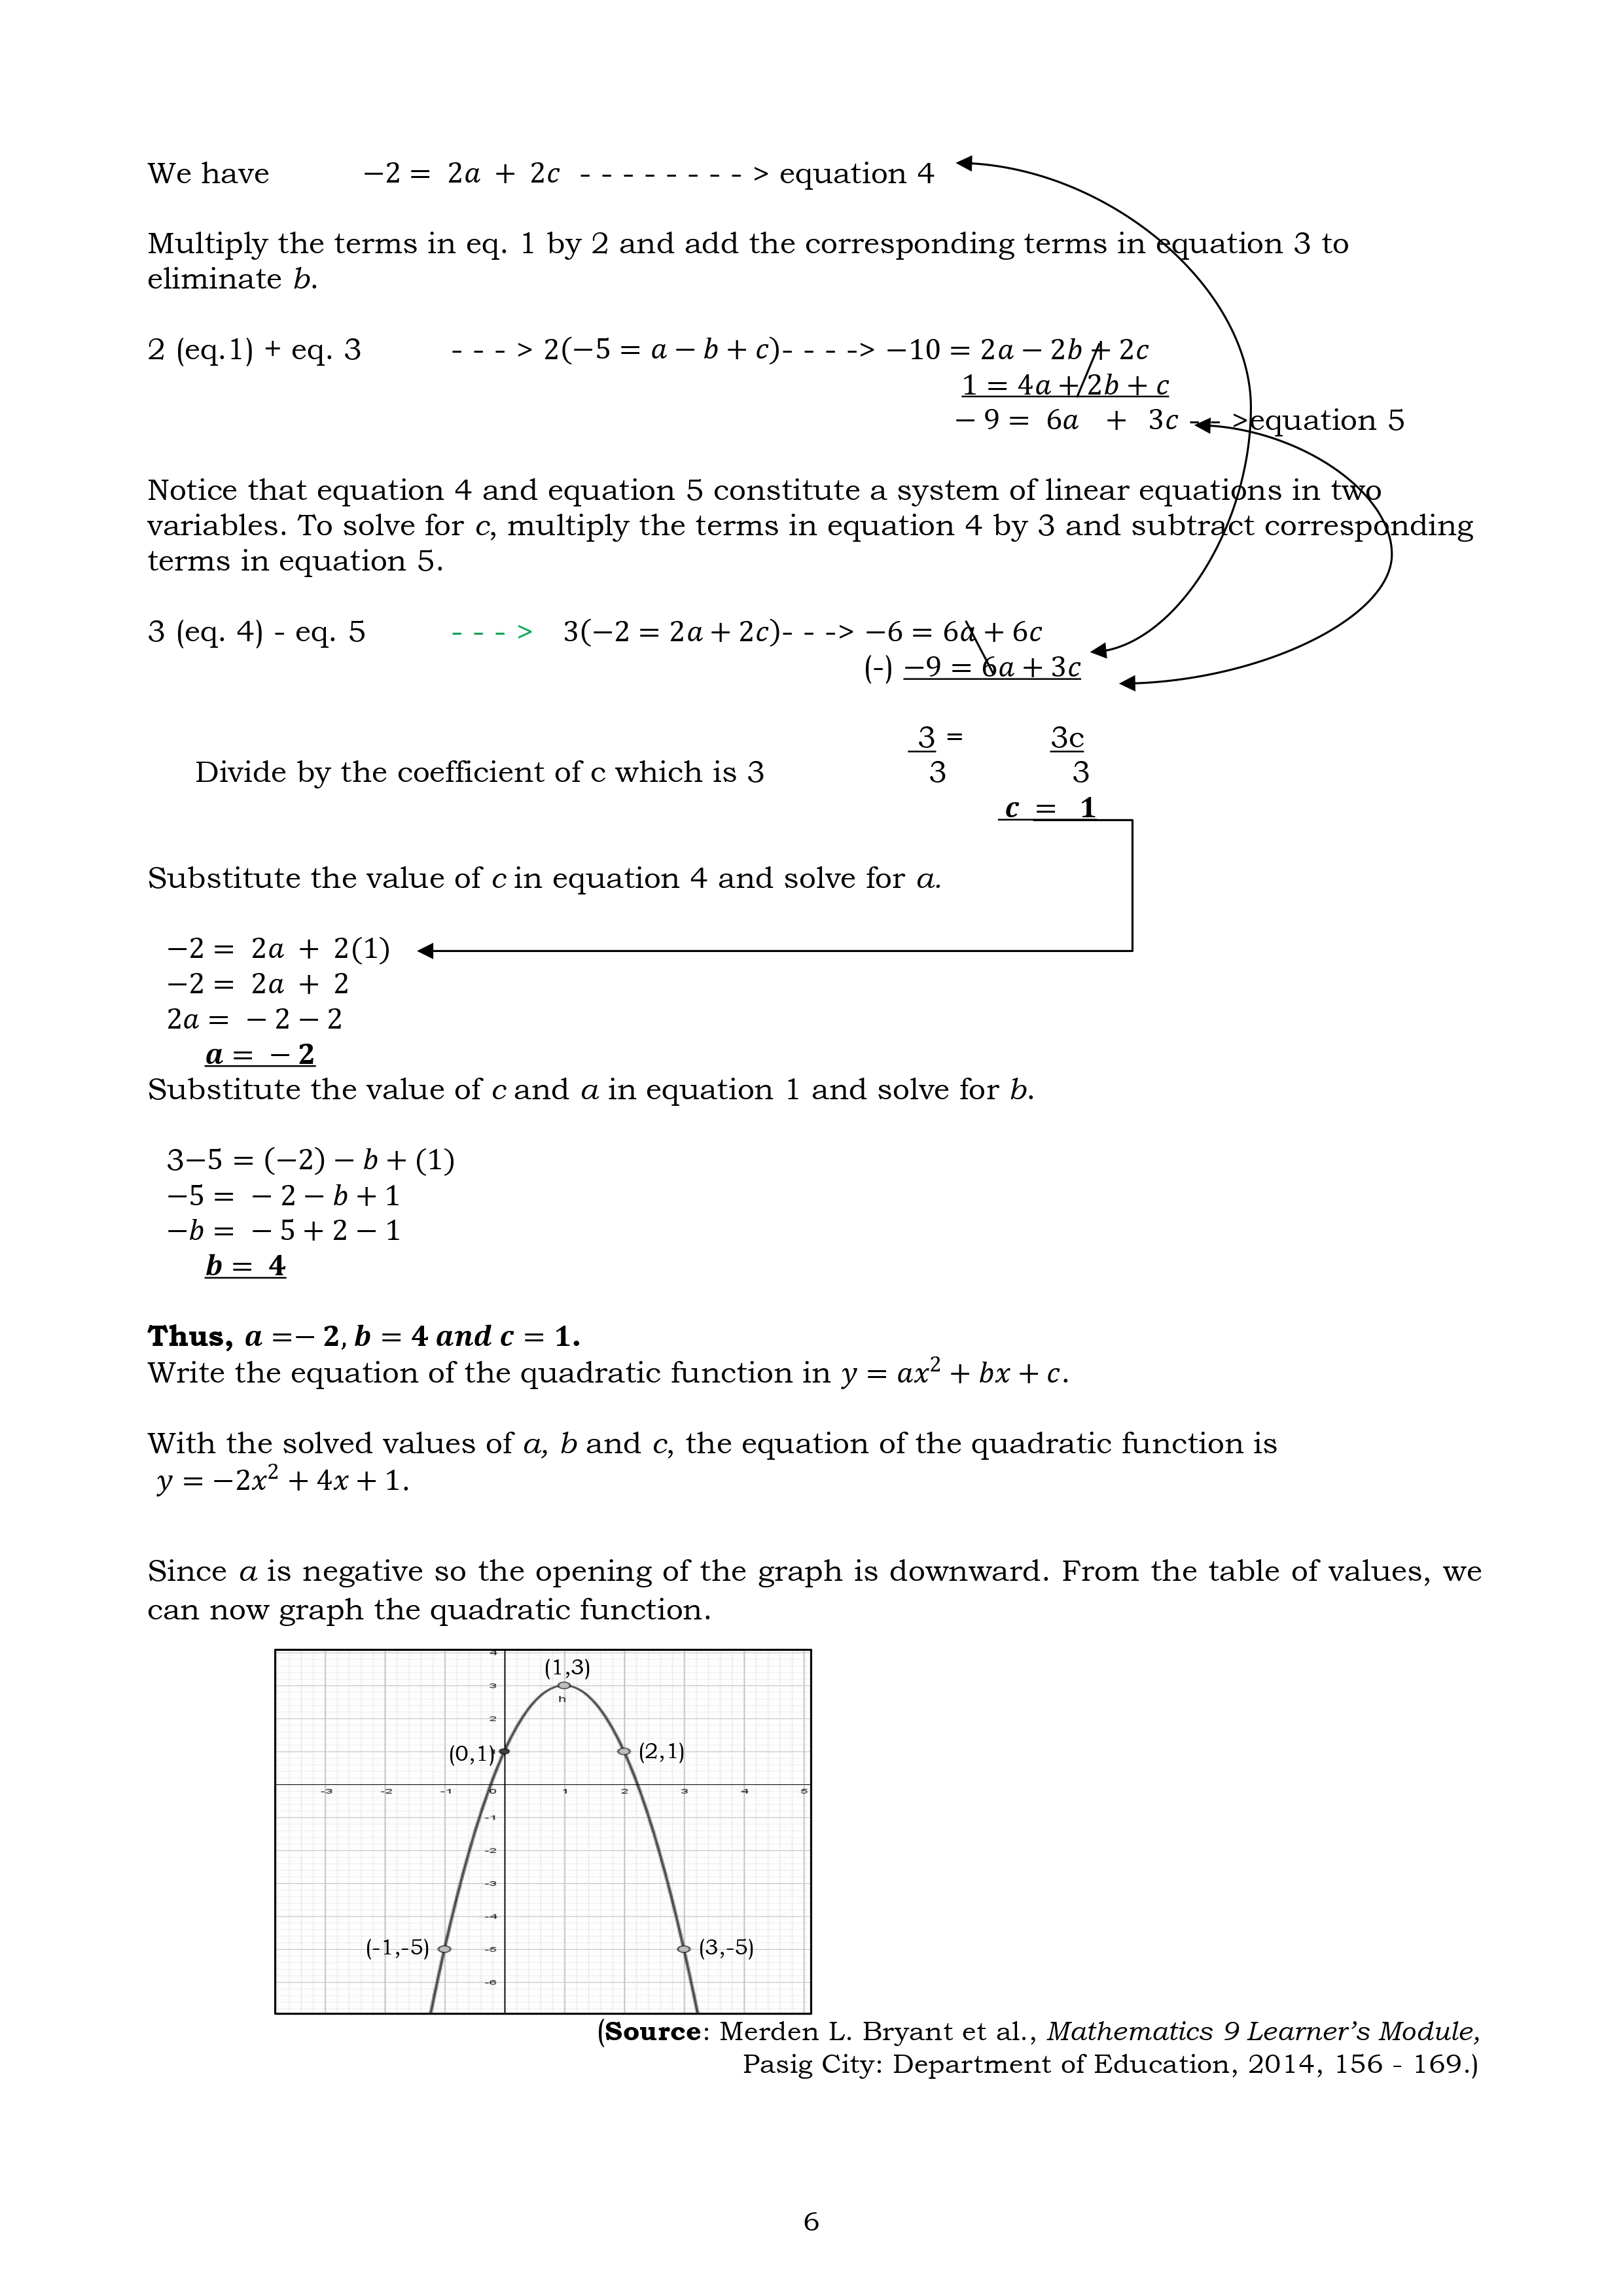 We have −2 = 2a + 2c - - - - - - - - > equation 4
Multiply the terms in eq. 1 by 2 and add the corresponding terms in equation 3 to
eliminate b.
2 (eq.1) + eq. 3 - - - > 2(−5 = a − b + c)- - - -> −10 = 2a − 2b + 2c
1 = 4a + 2b + c
− 9 = 6a + 3c - - - >equation 5
Notice that equation 4 and equation 5 constitute a system of linear equations in two
variables. To solve for c, multiply the terms in equation 4 by 3 and subtract corresponding
terms in equation 5.
3 (eq. 4) - eq. 5 - - - > 3(−2 = 2a + 2c)- - -> −6 = 6a + 6c
(-) −9 = 6a + 3c
3 = 3c
Divide by the coefficient of c which is 3 3 3
c = 1
Substitute the value of c in equation 4 and solve for a.
−2 = 2a + 2(1)
−2 = 2a + 2
2a = − 2 − 2
a = − 2
Substitute the value of c and a in equation 1 and solve for b.
3−5 = (−2) − b + (1)
−5 = − 2 − b + 1
−b = − 5 + 2 − 1
b = 4
Thus, a =− 2, b = 4 and c = 1.
Write the equation of the quadratic function in y = ax² + bx + c.
With the solved values of a, b and c, the equation of the quadratic function is
y = −2x² + 4x + 1.
Since a is negative so the opening of the graph is downward. From the table of values, we
can now graph the quadratic function.
4
(1,3)
3
h
2
(0,1) (2,1)
-3 -2 -1 0 1 2 3 4 5
-1
-2
-3
-4
(-1,-5) -5 (3,-5)
-6
(Source: Merden L. Bryant et al., Mathematics 9 Learner's Module,
Pasig City: Department of Education, 2014, 156 - 169.)
6